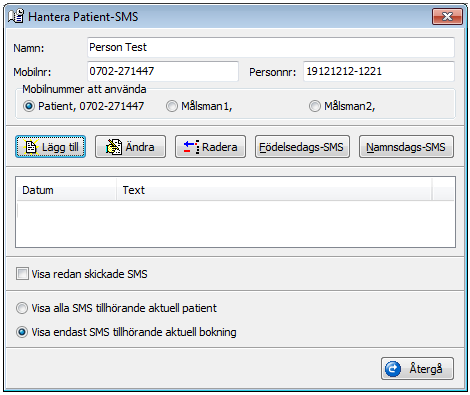 Hantera Patient-SMS
Namn: Person Test
Mobilnr: 0702-271447 Personnr: 19121212-1221
Mobilnummer att använda
Patient, 0702-271447 Målsman1, Målsman2,
Lägg till Ändra Radera Födelsedags-SMS Namnsdags-SMS
Datum Text
Visa redan skickade SMS
Visa alla SMS tillhörande aktuell patient
Visa endast SMS tillhörande aktuell bokning
Återgå